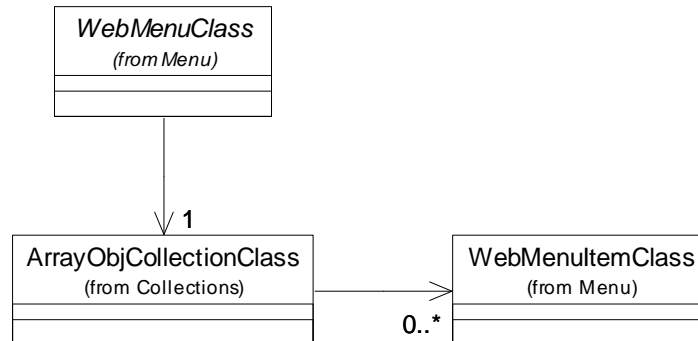 WebMenuClass
(from Menu)
1
ArrayObjCollectionClass
(from Collections)
WebMenuItemClass
(from Menu)
0..*